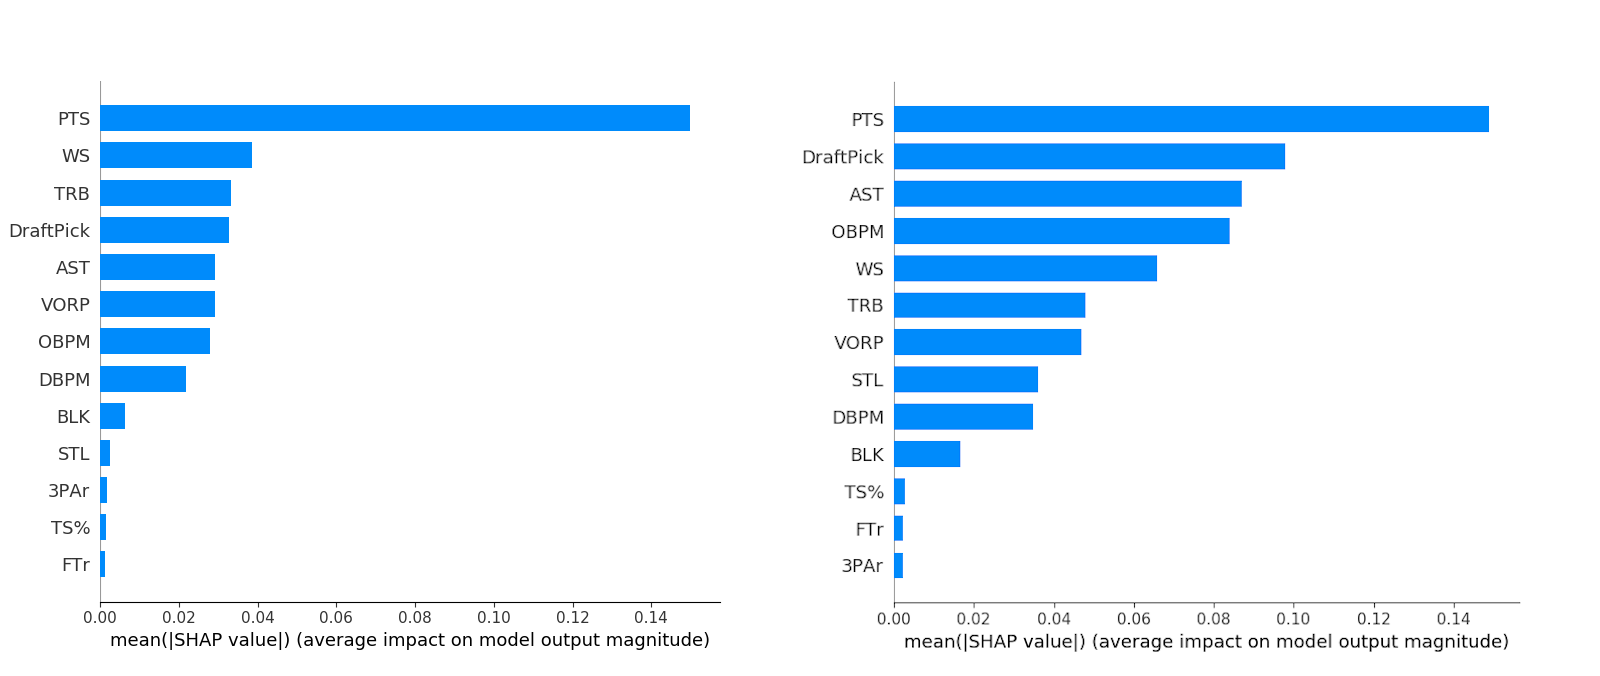 PTS
WS
TRB
DraftPick
AST
VORP
OBPM
DBPM
BLK
STL
3PAr
TS%
FTr
0.00 0.02 0.04 0.06 0.08 0.10 0.12 0.14
mean(|SHAP value|) (average impact on model output magnitude)
PTS
DraftPick
AST
OBPM
WS
TRB
VORP
STL
DBPM
BLK
TS%
FTr
3PAr
0.00 0.02 0.04 0.06 0.08 0.10 0.12 0.14
mean(|SHAP value|) (average impact on model output magnitude)